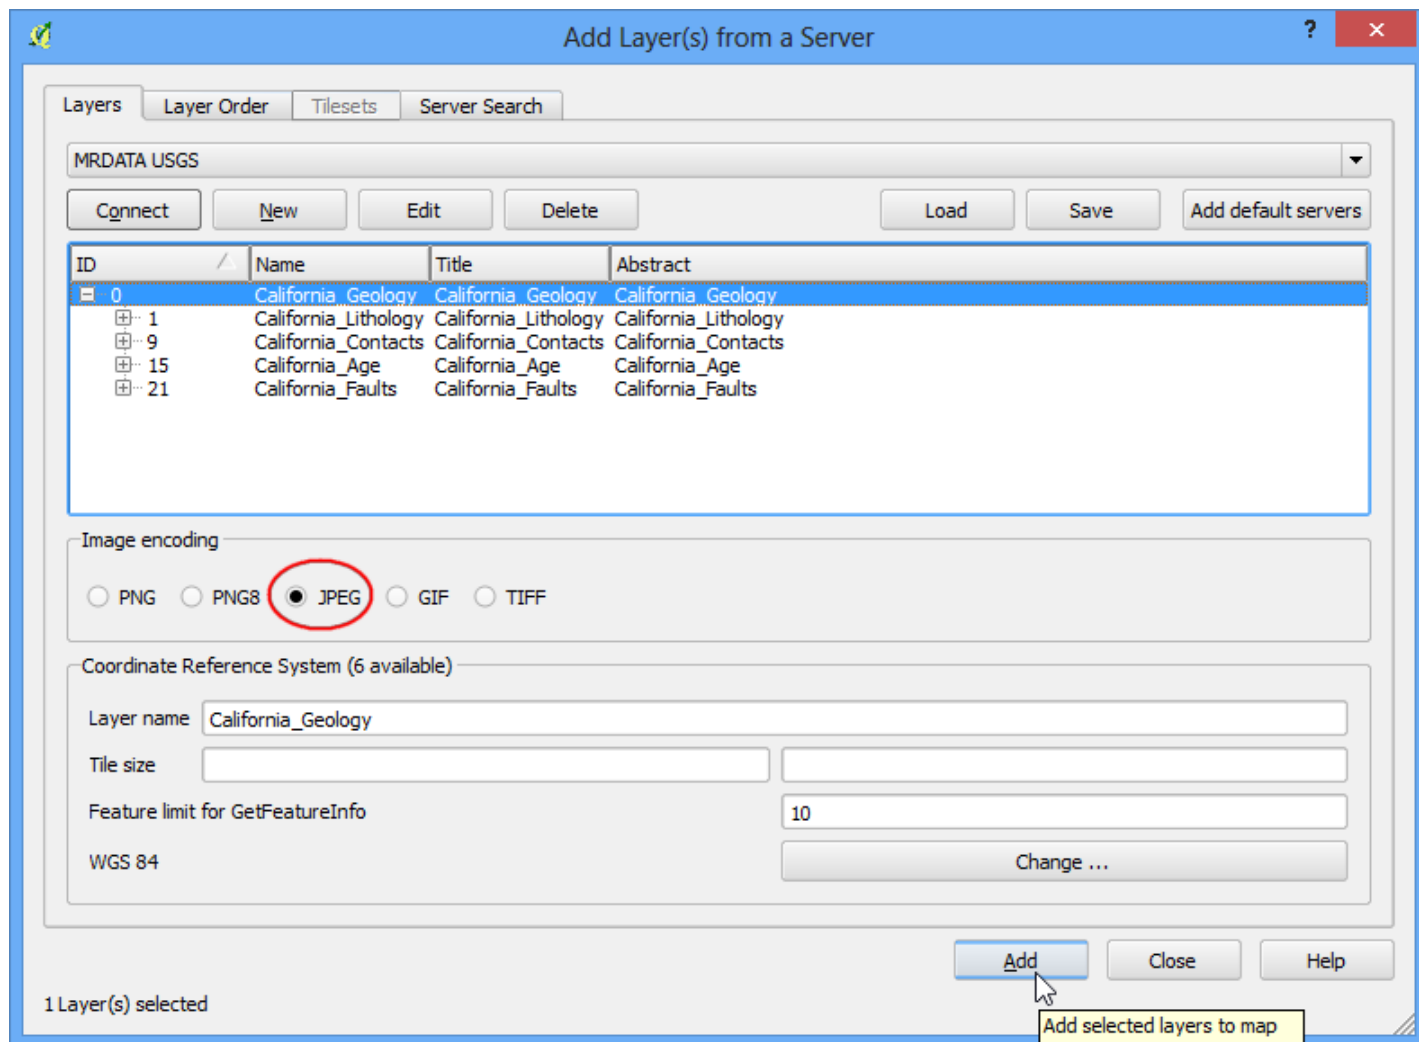 Add Layer(s) from a Server
?
Layers Layer Order Tilesets Server Search
MRDATA USGS
Connect New Edit Delete Load Save Add default servers
ID Name Title Abstract
0 California_Geology California_Geology California_Geology
1 California_Lithology California_Lithology California_Lithology
9 California_Contacts California_Contacts California_Contacts
15 California_Age California_Age California_Age
21 California_Faults California_Faults California_Faults
Image encoding
PNG PNG8 JPEG GIF TIFF
Coordinate Reference System (6 available)
Layer name California_Geology
Tile size
Feature limit for GetFeatureInfo 10
WGS 84 Change ...
Add Close Help
1 Layer(s) selected
Add selected layers to map